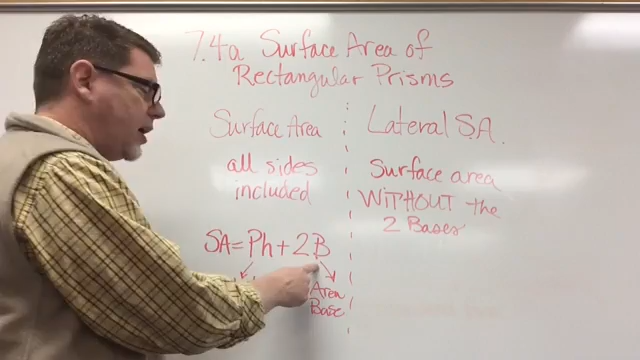 7.4a Surface Area of
Rectangular Prisms
Surface Area
all sides
included
SA=Ph+2B
Area
Base
Lateral S.A.
Surface area
WITHOUT the
2 Bases